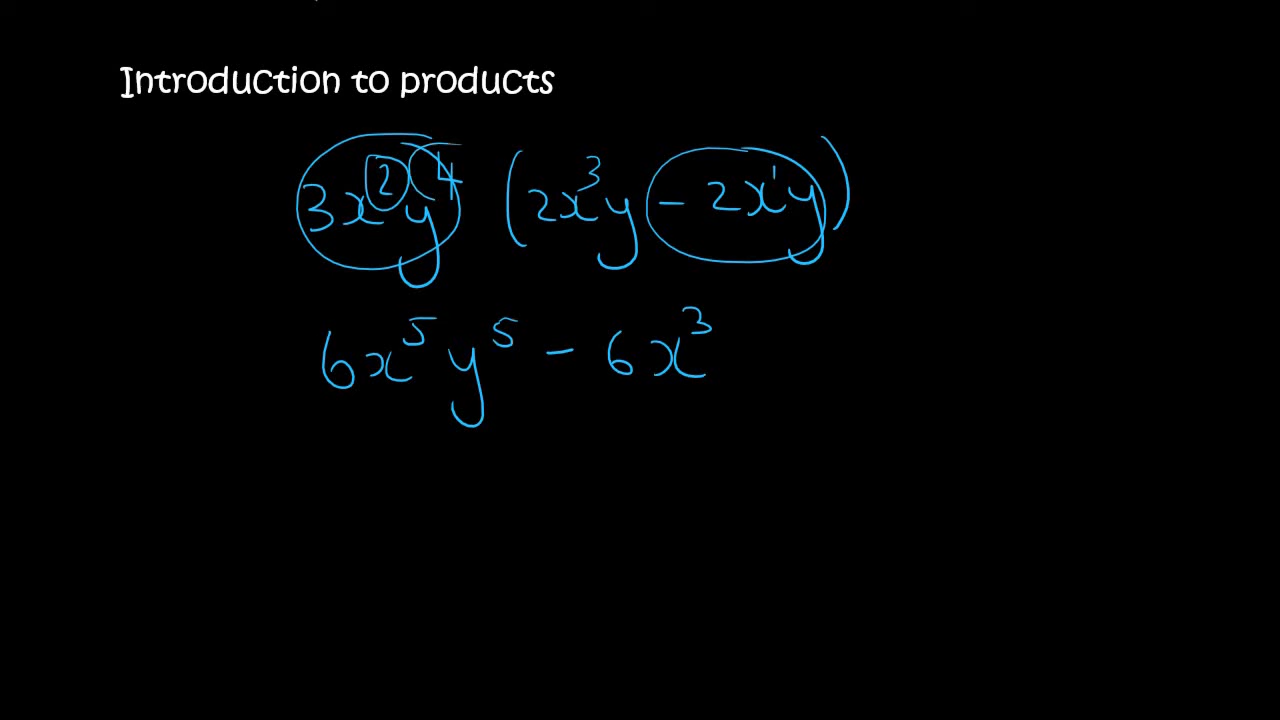 Introduction to products
3x²y⁴ (2x³y - 2x¹y)
6x⁵y⁵ - 6x³